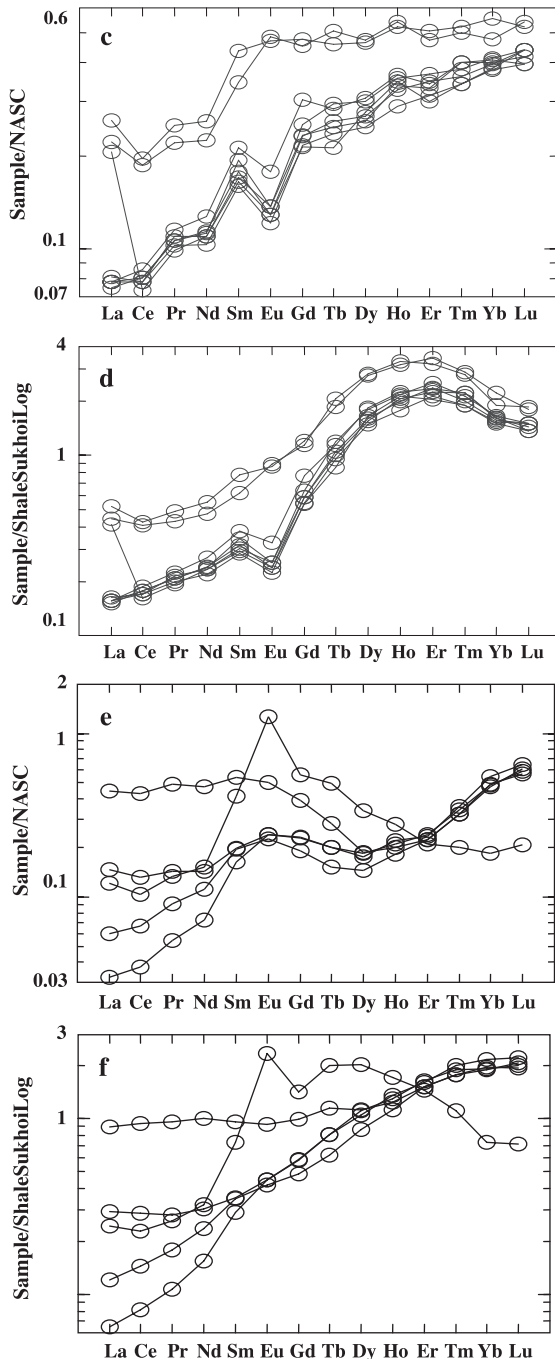 c
0.6
Sample/NASC
0.1
0.07
La Ce Pr Nd Sm Eu Gd Tb Dy Ho Er Tm Yb Lu
d
4
Sample/ShaleSukhoiLog
1
0.1
La Ce Pr Nd Sm Eu Gd Tb Dy Ho Er Tm Yb Lu
e
2
1
Sample/NASC
0.1
0.03
La Ce Pr Nd Sm Eu Gd Tb Dy Ho Er Tm Yb Lu
f
3
1
Sample/ShaleSukhoiLog
La Ce Pr Nd Sm Eu Gd Tb Dy Ho Er Tm Yb Lu